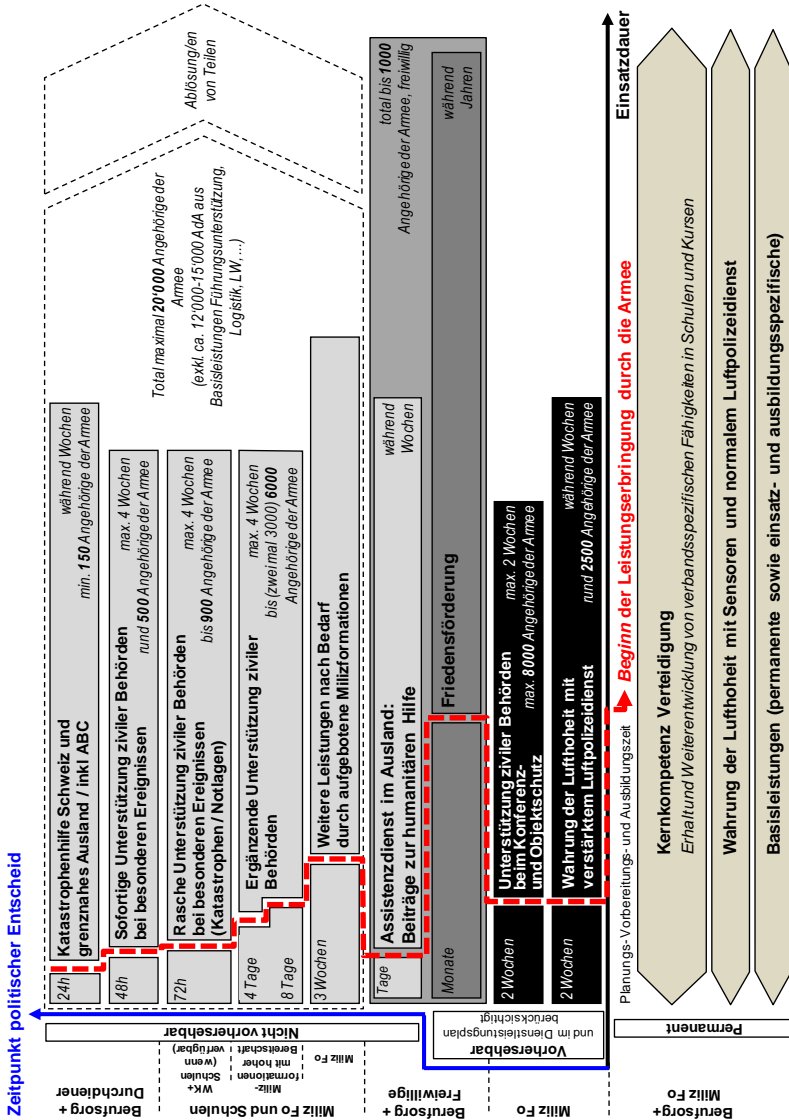 Zeitpunkt politischer Entscheid
24h
Katastrophenhilfe Schweiz und
grenznahes Ausland / inkl ABC
während Wochen
min. 150 Angehörige der Armee
48h
Sofortige Unterstützung ziviler Behörden
bei besonderen Ereignissen
max. 4 Wochen
rund 500 Angehörige der Armee
72h
Rasche Unterstützung ziviler Behörden
bei besonderen Ereignissen
(Katastrophen / Notlagen)
max. 4 Wochen
bis 900 Angehörige der Armee
4 Tage
8 Tage
Ergänzende Unterstützung ziviler
Behörden
max. 4 Wochen
bis (zwei mal 3000) 6000
Angehörige der Armee
3 Wochen
Weitere Leistungen nach Bedarf
durch aufgebotene Milizformationen
Total maximal 20'000 Angehörige der
Armee
(exkl. ca. 12'000-15'000 AdA aus
Basisleistungen Führungsunterstützung,
Logistik, LW, ...)
Ablösung/en
von Teilen
Tage
Assistenzdienst im Ausland:
Beiträge zur humanitären Hilfe
während
Wochen
total bis 1000
Angehörige der Armee, freiwillig
Monate
Friedensförderung
während
Jahren
2 Wochen
Unterstützung ziviler Behörden
beim Konferenz-
und Objektschutz
max. 2 Wochen
max. 8000 Angehörige der Armee
2 Wochen
Wahrung der Lufthoheit mit
verstärktem Luftpolizeidienst
während Wochen
rund 2500 Angehörige der Armee
Einsatzdauer
Planungs- Vorbereitungs- und Ausbildungszeit
Beginn der Leistungserbringung durch die Armee
Kernkompetenz Verteidigung
Erhalt und Weiterentwicklung von verbandsspezifischen Fähigkeiten in Schulen und Kursen
Wahrung der Lufthoheit mit Sensoren und normalem Luftpolizeidienst
Basisleistungen (permanente sowie einsatz- und ausbildungsspezifische)
Nicht vorhersehbar
Vorhersehbar
und im Dienstleistungsplan
berücksichtigt
Permanent
Berufsorg +
Durchdiener
Miliz Fo und Schulen
WK+
Schulen
(wenn
verfügbar)
Miliz-
formationen
mit hoher
Bereitschaft
Miliz Fo
Berufsorg+
Freiwillige
Miliz Fo
Berufsorg+
Miliz Fo